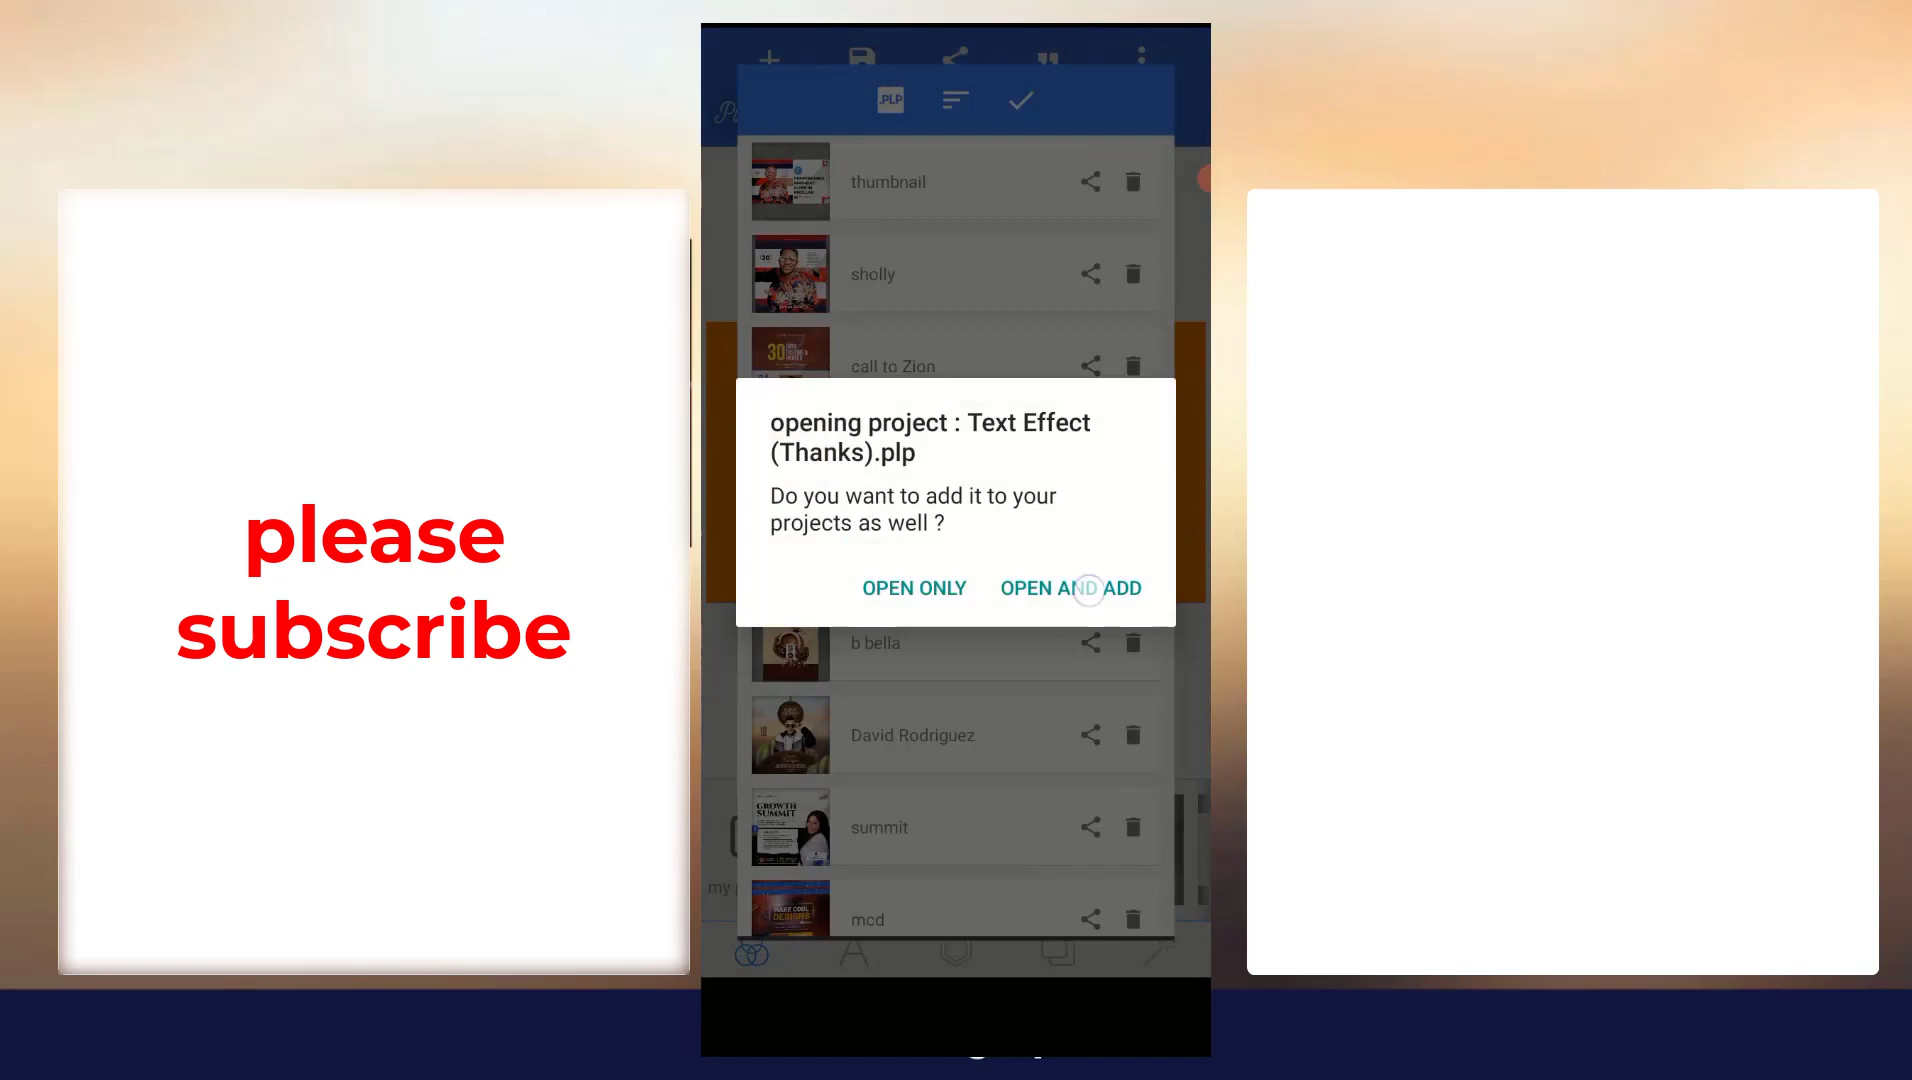 .PLP
thumbnail
sholly
30
call to Zion
opening project : Text Effect
(Thanks).plp
Do you want to add it to your
projects as well ?
OPEN ONLY
OPEN AND ADD
please
subscribe
b bella
David Rodriguez
GROWTH
SUMMIT
summit
my
MAKE COOL
DESIGNS
mcd